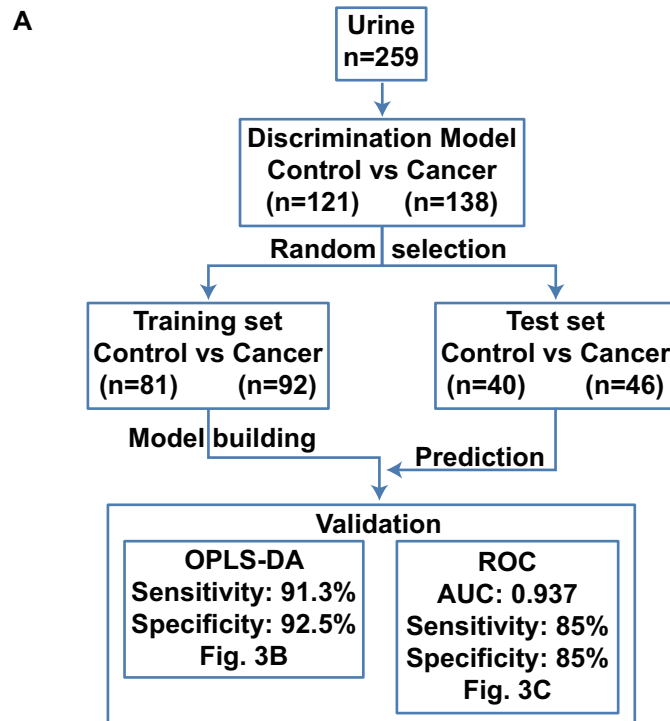 A
Urine
n=259
Discrimination Model
Control vs Cancer
(n=121) (n=138)
Random selection
Training set
Control vs Cancer
(n=81) (n=92)
Test set
Control vs Cancer
(n=40) (n=46)
Model building
Prediction
Validation
OPLS-DA
Sensitivity: 91.3%
Specificity: 92.5%
Fig. 3B
ROC
AUC: 0.937
Sensitivity: 85%
Specificity: 85%
Fig. 3C